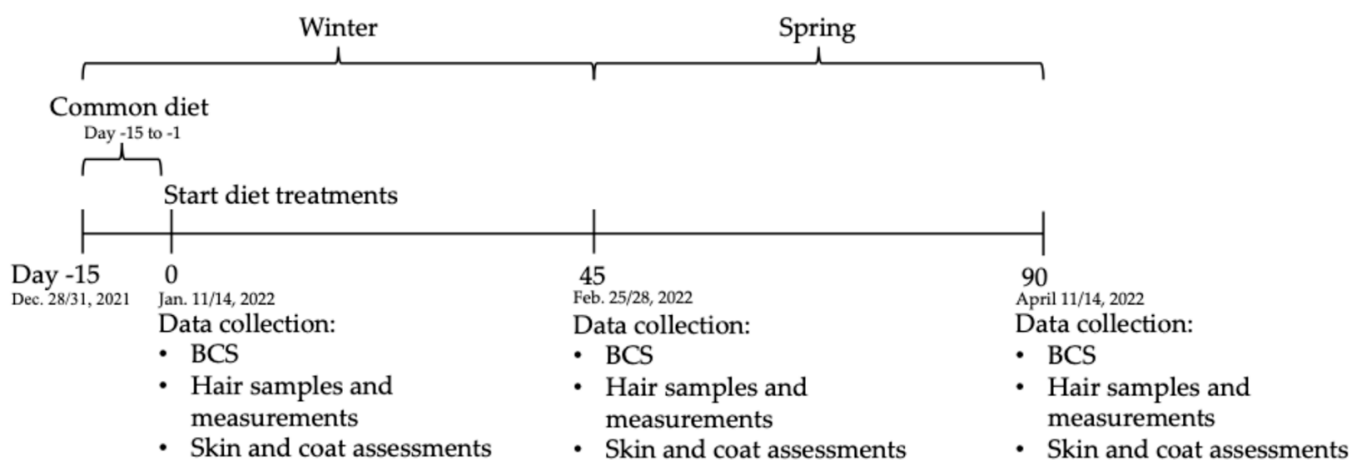 Winter
Spring
Common diet
Day -15 to -1
Start diet treatments
Day -15
Dec. 28/31, 2021
0
Jan. 11/14, 2022
Data collection:
• BCS
• Hair samples and
measurements
• Skin and coat assessments
45
Feb. 25/28, 2022
Data collection:
• BCS
• Hair samples and
measurements
• Skin and coat assessments
90
April 11/14, 2022
Data collection:
• BCS
• Hair samples and
measurements
• Skin and coat assessments